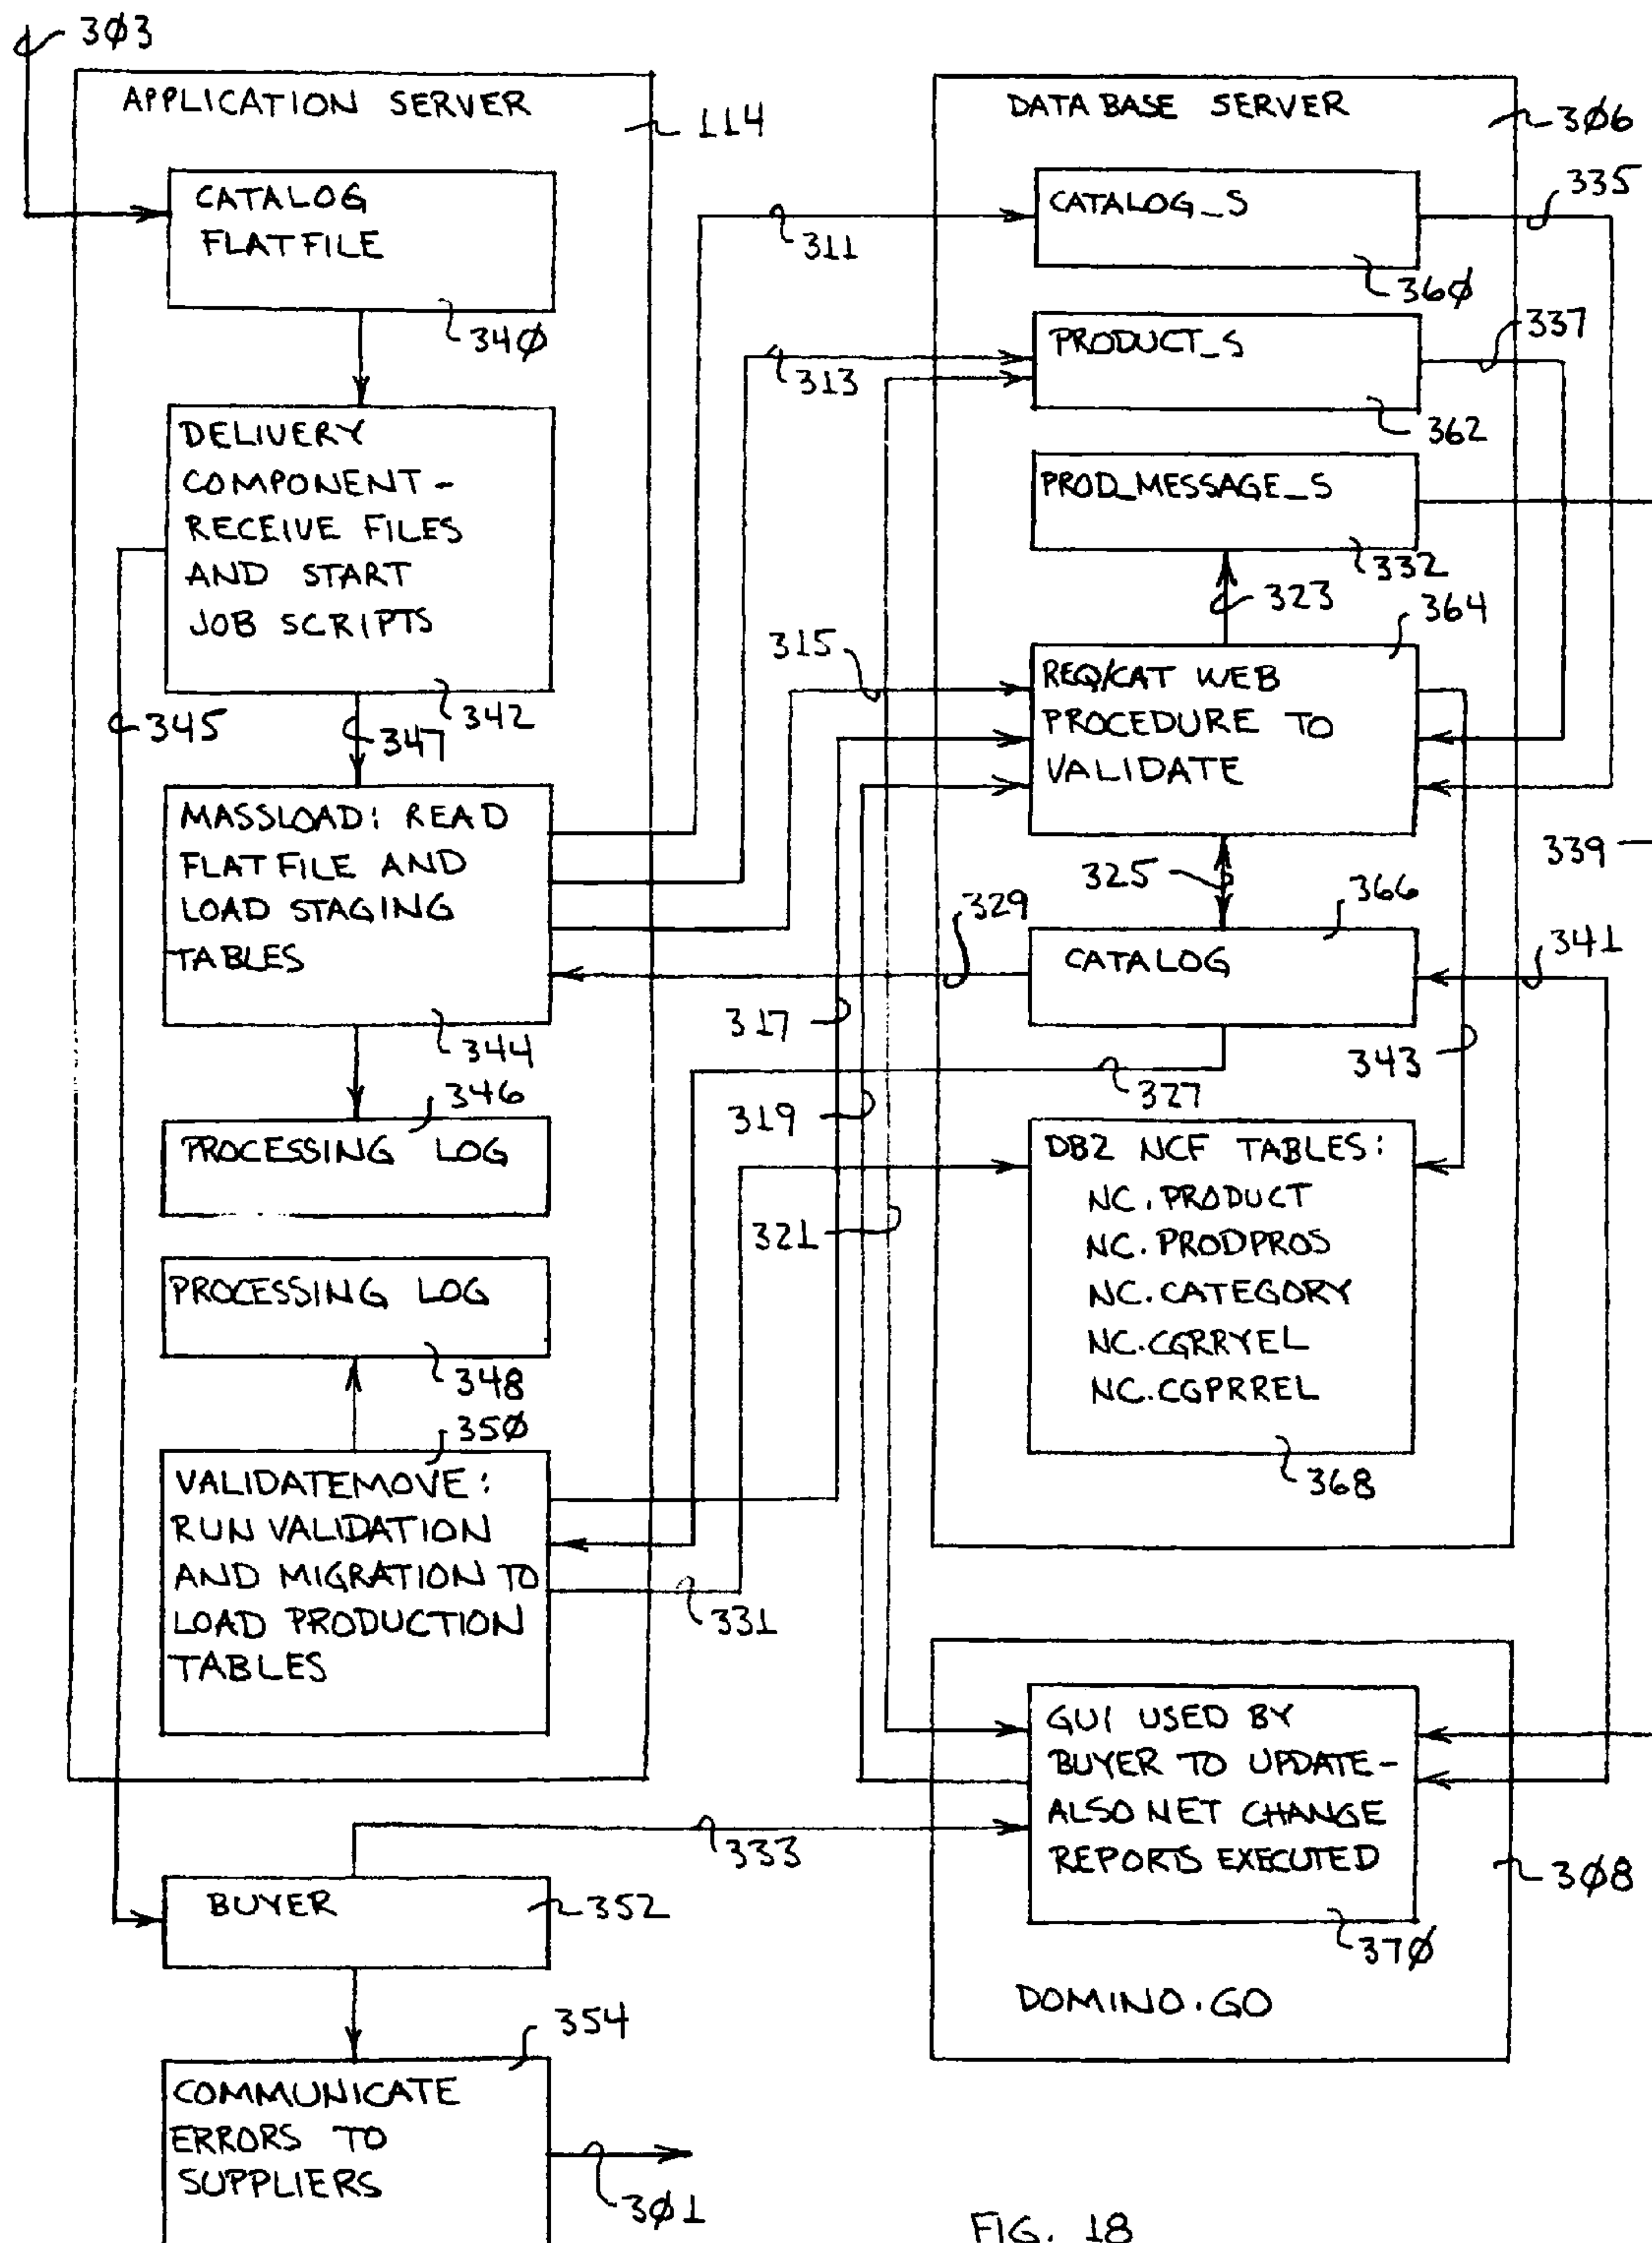 303
APPLICATION SERVER
114
CATALOG
FLATFILE
340
DELIVERY
COMPONENT -
RECEIVE FILES
AND START
JOB SCRIPTS
342
345
347
MASSLOAD: READ
FLATFILE AND
LOAD STAGING
TABLES
344
346
PROCESSING LOG
PROCESSING LOG
348
350
VALIDATEMOVE:
RUN VALIDATION
AND MIGRATION TO
LOAD PRODUCTION
TABLES
BUYER
352
354
COMMUNICATE
ERRORS TO
SUPPLIERS
301
311
313
315
329
317
327
319
321
331
333
DATABASE SERVER
306
335
CATALOG_S
360
337
PRODUCT_S
362
PROD_MESSAGE_S
332
323
364
REQ/CAT WEB
PROCEDURE TO
VALIDATE
339
325
366
CATALOG
341
343
DB2 NCF TABLES:
NC.PRODUCT
NC.PRODPROS
NC.CATEGORY
NC.CGRRYEL
NC.CGPRREL
368
GUI USED BY
BUYER TO UPDATE-
ALSO NET CHANGE
REPORTS EXECUTED
308
370
DOMINO.GO
FIG. 18